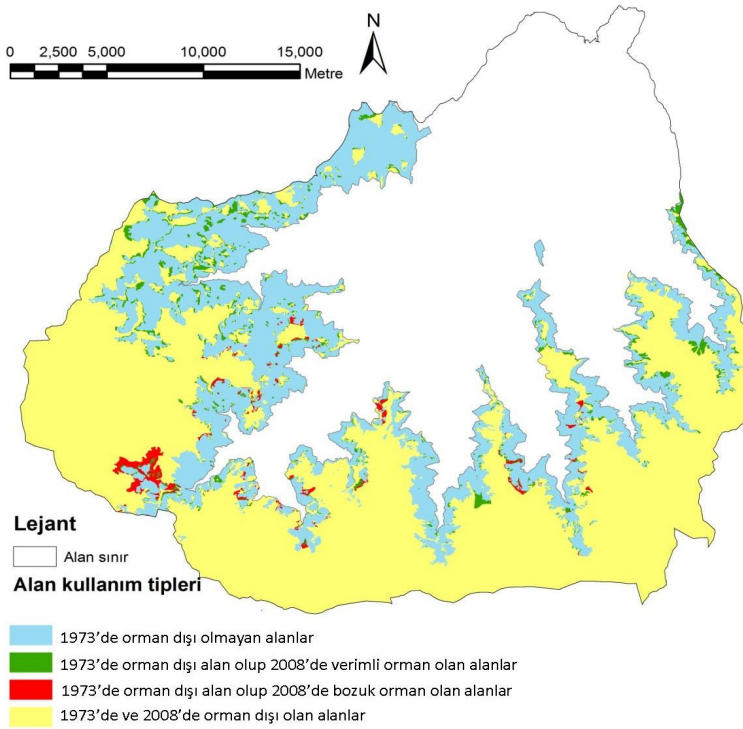 N
0 2,500 5,000 10,000 15,000
Metre
Lejant
Alan sınır
Alan kullanım tipleri
1973'de orman dışı olmayan alanlar
1973'de orman dışı alan olup 2008'de verimli orman olan alanlar
1973'de orman dışı alan olup 2008'de bozuk orman olan alanlar
1973'de ve 2008'de orman dışı olan alanlar